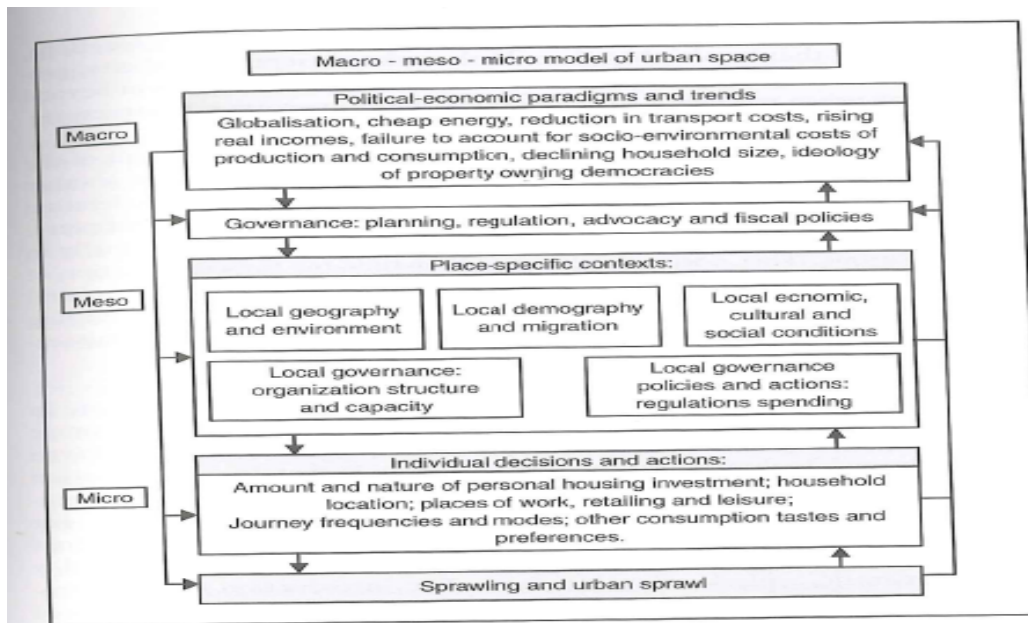 Macro - meso - micro model of urban space
Political-economic paradigms and trends
Macro
Globalisation, cheap energy, reduction in transport costs, rising
real incomes, failure to account for socio-environmental costs of
production and consumption, declining household size, ideology
of property owning democracies
Governance: planning, regulation, advocacy and fiscal policies
Place-specific contexts:
Meso
Local geography
and environment
Local demography
and migration
Local ecnomic,
cultural and
social conditions
Local governance:
organization structure
and capacity
Local governance
policies and actions:
regulations spending
Individual decisions and actions:
Micro
Amount and nature of personal housing investment; household
location; places of work, retailing and leisure;
Journey frequencies and modes; other consumption tastes and
preferences.
Sprawling and urban sprawl